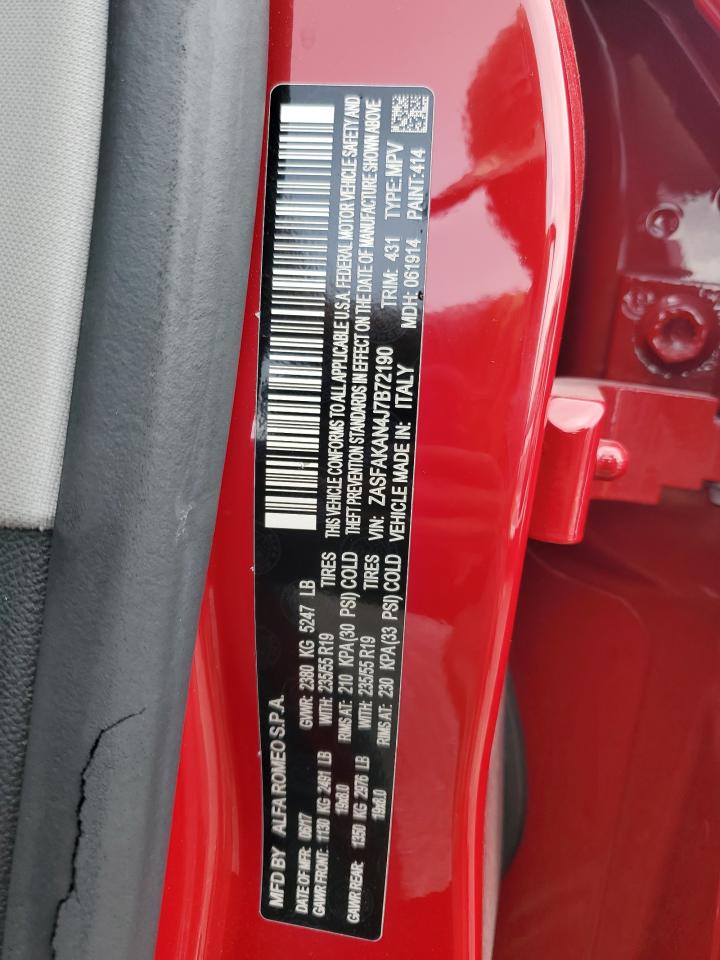 MFD BY ALFA ROMEO S.P.A.
DATE OF MFR: 06/17 GVWR: 2380 KG 5247 LB
GAWR FRONT: 1130 KG 2491 LB WITH: 235/55 R19 TIRES
19x8.0 RIMS AT: 210 KPA(30 PSI) COLD
GAWR REAR: 1350 KG 2976 LB WITH: 235/55 R19 TIRES
19x8.0 RIMS AT: 230 KPA(33 PSI) COLD
THIS VEHICLE CONFORMS TO ALL APPLICABLE U.S.A. FEDERAL MOTOR VEHICLE SAFETY AND
THEFT PREVENTION STANDARDS IN EFFECT ON THE DATE OF MANUFACTURE SHOWN ABOVE
VIN: ZASFAKAN4J7B72190 TRIM: 431 TYPE: MPV
VEHICLE MADE IN: ITALY MDH: 061914 PAINT: 414